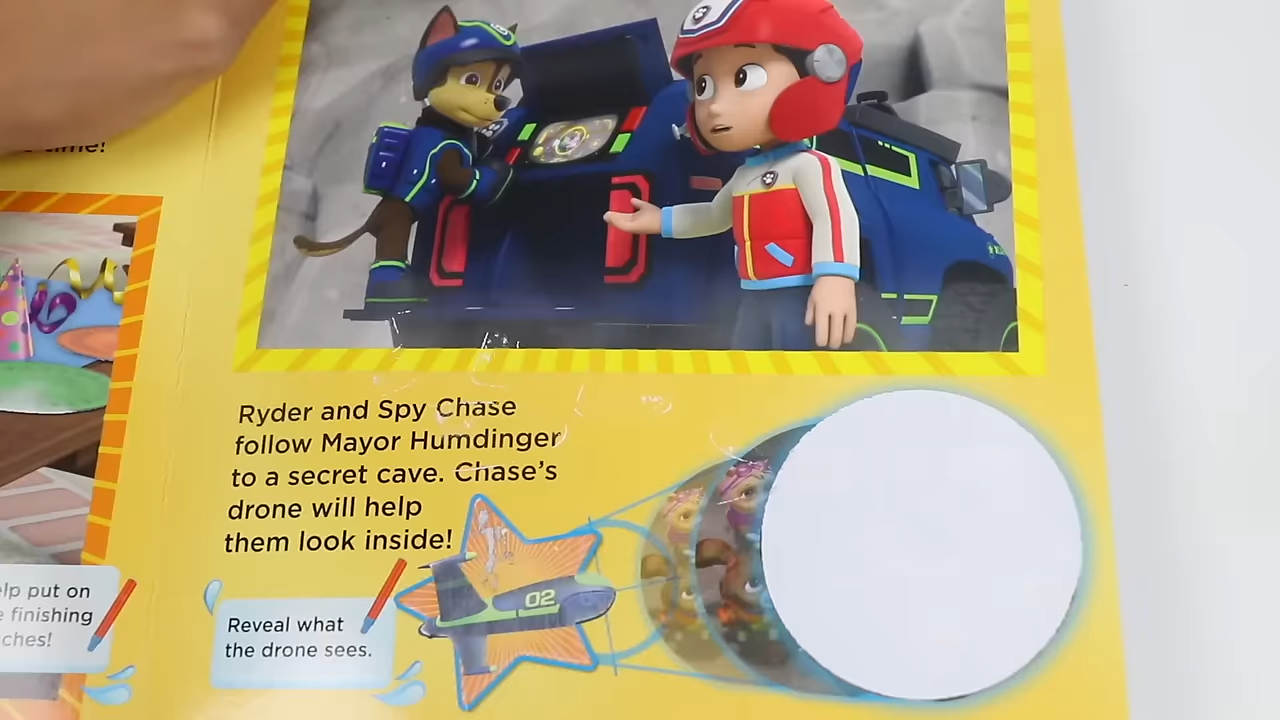 time!
elp put on
e finishing
ches!
Ryder and Spy Chase
follow Mayor Humdinger
to a secret cave. Chase's
drone will help
them look inside!
Reveal what
the drone sees.
02